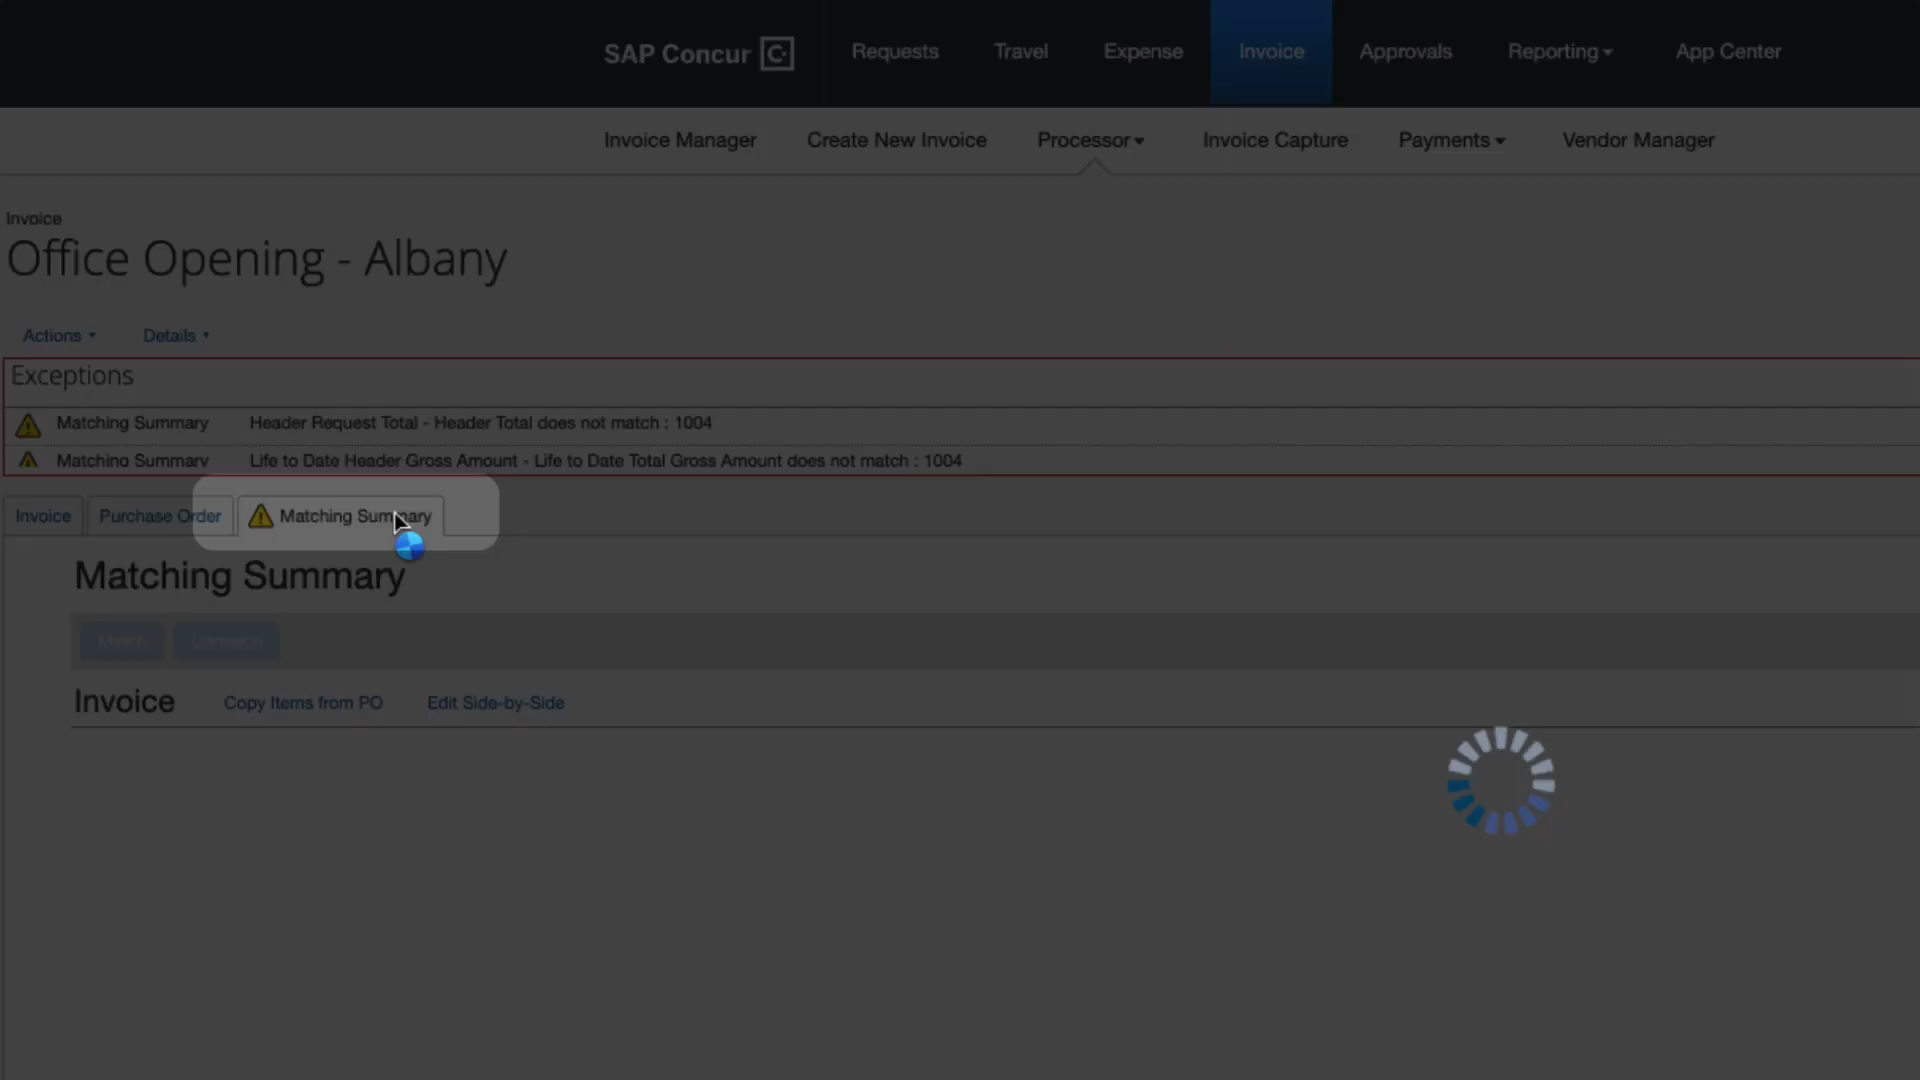 SAP Concur C
Requests Travel Expense Invoice Approvals Reporting App Center
Invoice Manager Create New Invoice Processor Invoice Capture Payments Vendor Manager
Invoice
Office Opening - Albany
Actions Details
Exceptions
Matching Summary Header Request Total - Header Total does not match : 1004
Matching Summary Life to Date Header Gross Amount - Life to Date Total Gross Amount does not match : 1004
Invoice Purchase Order Matching Summary
Matching Summary
Invoice Copy Items from PO Edit Side-by-Side